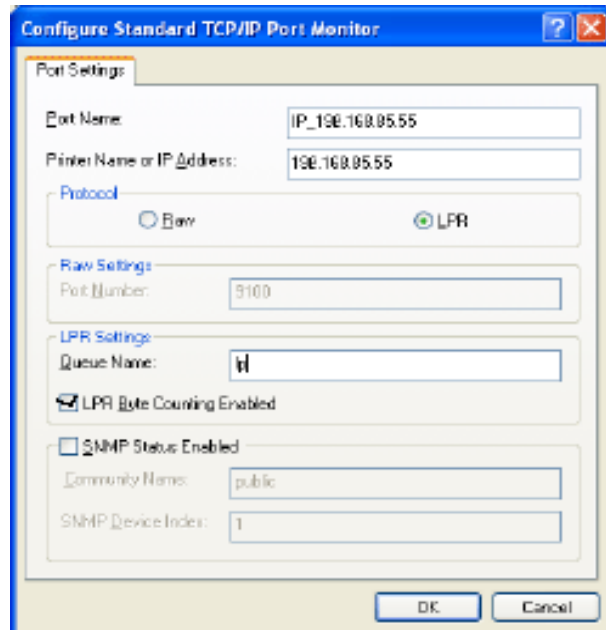 Configure Standard TCP/IP Port Monitor
Port Settings
Port Name: IP_198.168.85.55
Printer Name or IP Address: 198.168.85.55
Protocol
Raw LPR
Raw Settings
Port Number: 9100
LPR Settings
Queue Name: lp
LPR Byte Counting Enabled
SNMP Status Enabled
Community Name: public
SNMP Device Index: 1
OK Cancel